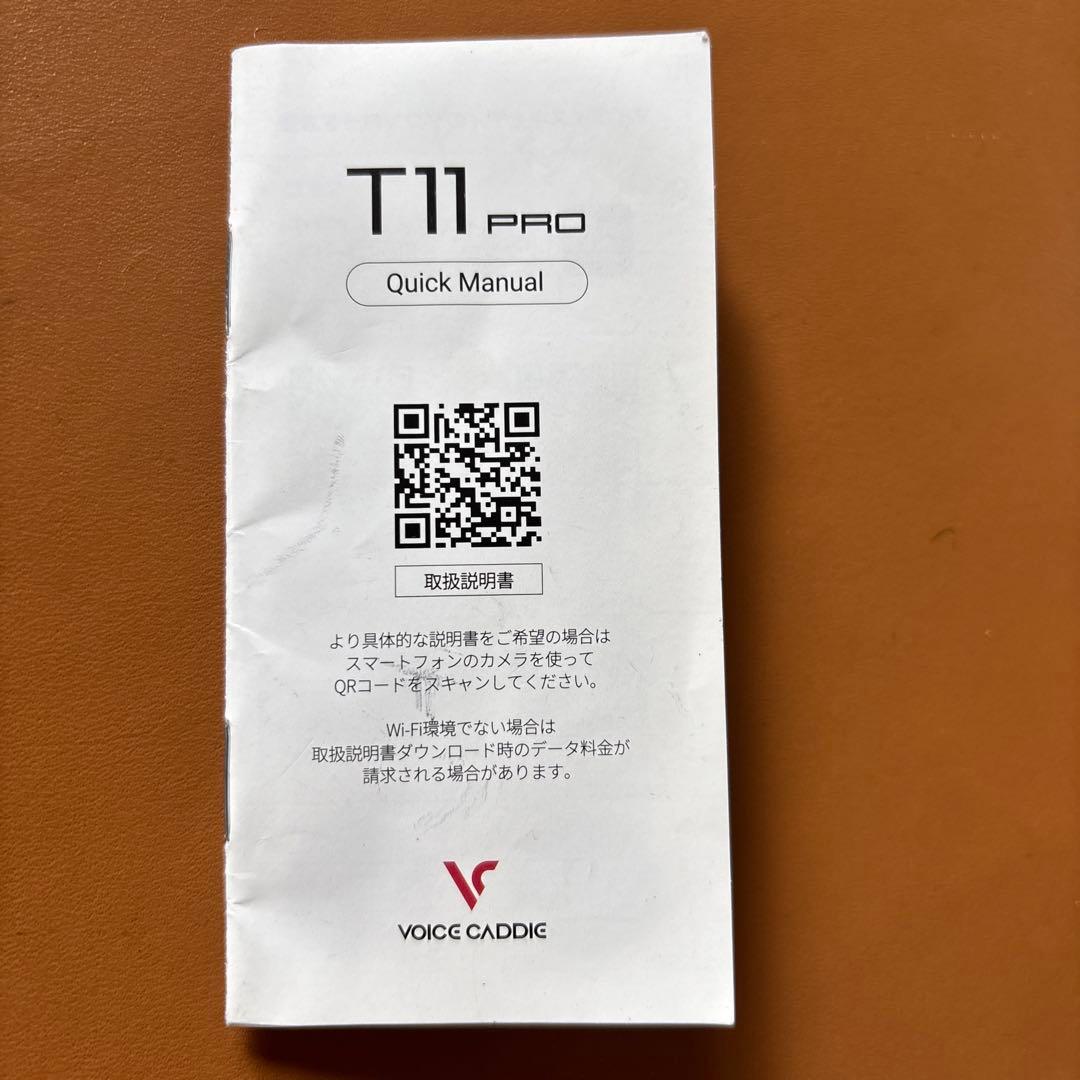 T11 PRO
Quick Manual
取扱説明書
より具体的な説明書をご希望の場合は
スマートフォンのカメラを使って
QRコードをスキャンしてください。
Wi-Fi環境でない場合は
取扱説明書ダウンロード時のデータ料金が
請求される場合があります。
VOICE CADDIE